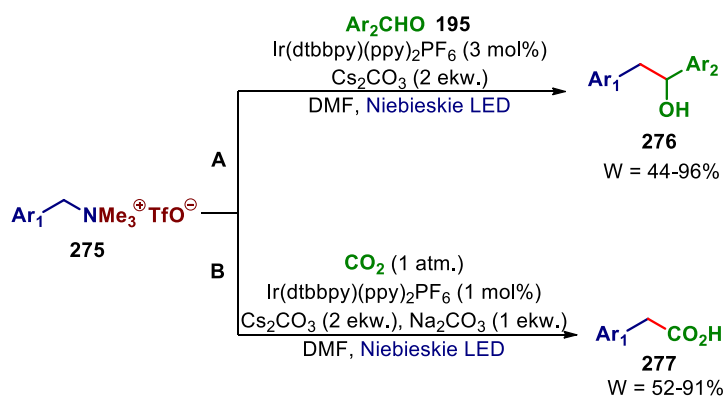 Ar2CHO 195
Ir(dtbbpy)(ppy)2PF6 (3 mol%)
Cs2CO3 (2 ekw.)
DMF, Niebieskie LED
A
Ar1
Ar2
OH
276
W = 44-96%
Ar1
NMe3 ⊕ TfO ⊖
275
B
CO2 (1 atm.)
Ir(dtbbpy)(ppy)2PF6 (1 mol%)
Cs2CO3 (2 ekw.), Na2CO3 (1 ekw.)
DMF, Niebieskie LED
Ar1
CO2H
277
W = 52-91%